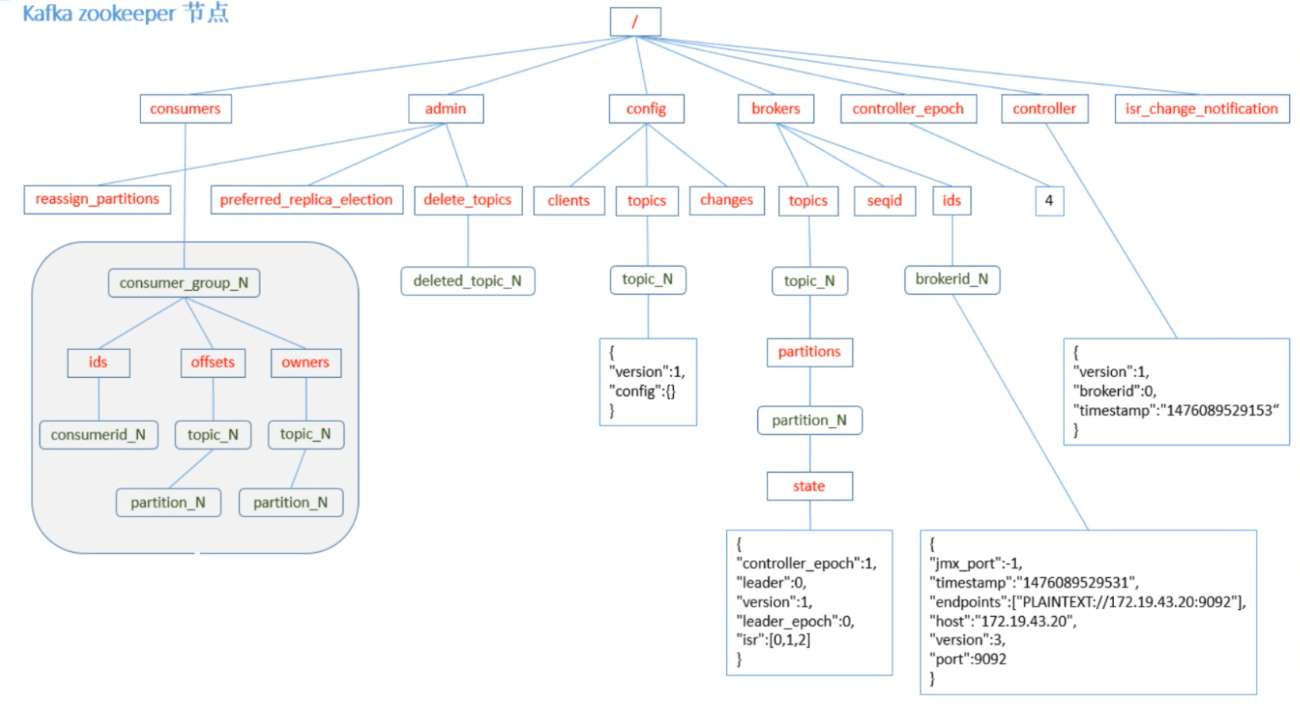 Kafka zookeeper 节点
/
consumers
admin
config
brokers
controller_epoch
controller
isr_change_notification
reassign_partitions
preferred_replica_election
delete_topics
clients
topics
changes
topics
seqid
ids
4
consumer_group_N
deleted_topic_N
topic_N
topic_N
brokerid_N
ids
offsets
owners
consumerid_N
topic_N
topic_N
partition_N
partition_N
{
"version":1,
"config":{}
}
partitions
partition_N
state
{
"version":1,
"brokerid":0,
"timestamp":"1476089529153“
}
{
"controller_epoch":1,
"leader":0,
"version":1,
"leader_epoch":0,
"isr":[0,1,2]
}
{
"jmx_port":-1,
"timestamp":"1476089529531",
"endpoints":["PLAINTEXT://172.19.43.20:9092"],
"host":"172.19.43.20",
"version":3,
"port":9092
}